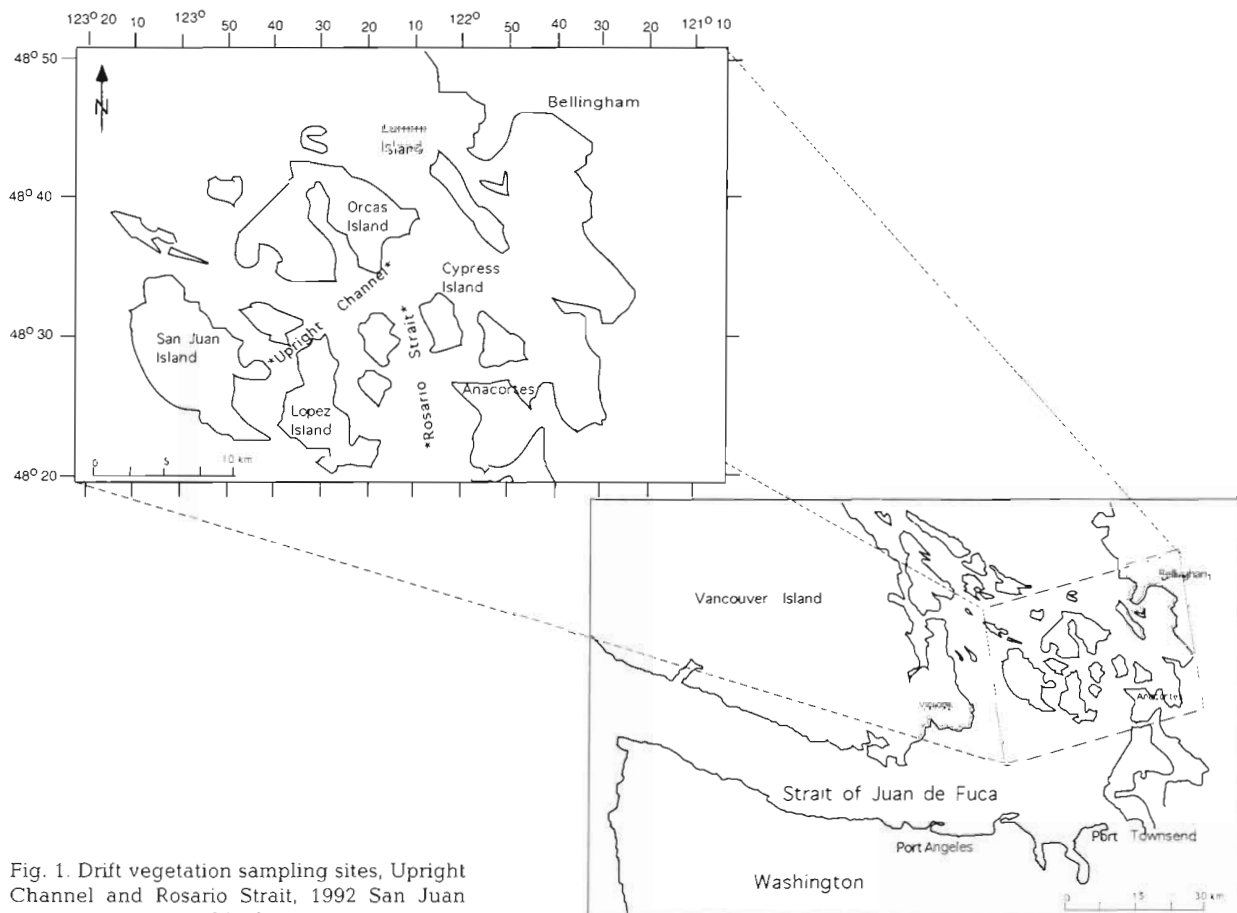 123° 20 10 123° 50 40 30 20 10 122° 50 40 30 20 121° 10
48° 50
N
Bellingham
Lummi
Island
48° 40
Orcas
Island
Channel*
Cypress
Island
48° 30
San Juan
Island
*Upright
Strait*
Anacortes
Lopez
Island
*Rosario
0 5 10 km
48° 20
Vancouver Island
Bellingham
Anacortes
Victoria
Strait of Juan de Fuca
Port Angeles
Port Townsend
Washington
0 15 30 km
Fig. 1. Drift vegetation sampling sites, Upright
Channel and Rosario Strait, 1992 San Juan